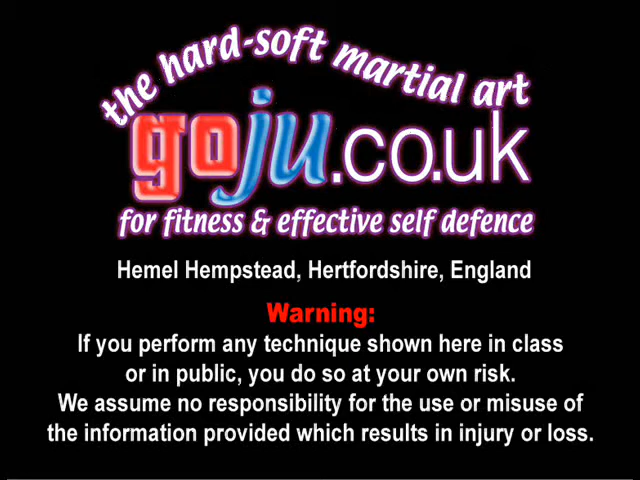 the hard-soft martial art
goju.co.uk
for fitness & effective self defence
Hemel Hempstead, Hertfordshire, England
Warning:
If you perform any technique shown here in class
or in public, you do so at your own risk.
We assume no responsibility for the use or misuse of
the information provided which results in injury or loss.